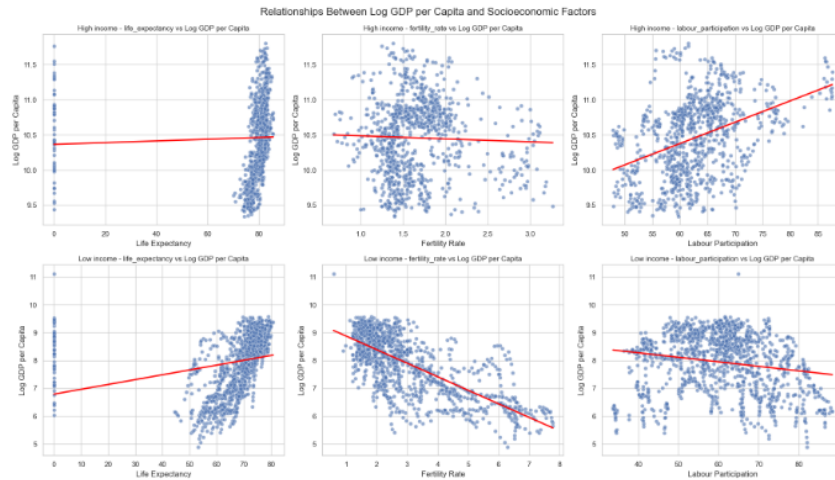 Relationships Between Log GDP per Capita and Socioeconomic Factors
High income - life_expectancy vs Log GDP per Capita
High income - fertility_rate vs Log GDP per Capita
High income - labour_participation vs Log GDP per Capita
Log GDP per Capita
11.5
11.0
10.5
10.0
9.5
0 20 40 60 80
Life Expectancy
Log GDP per Capita
11.5
11.0
10.5
10.0
9.5
1.0 1.5 2.0 2.5 3.0
Fertility Rate
Log GDP per Capita
11.5
11.0
10.5
10.0
9.5
50 55 60 65 70 75 80 85
Labour Participation
Low income - life_expectancy vs Log GDP per Capita
Low income - fertility_rate vs Log GDP per Capita
Low income - labour_participation vs Log GDP per Capita
Log GDP per Capita
11
10
9
8
7
6
5
0 10 20 30 40 50 60 70 80
Life Expectancy
Log GDP per Capita
11
10
9
8
7
6
5
1 2 3 4 5 6 7 8
Fertility Rate
Log GDP per Capita
11
10
9
8
7
6
5
40 50 60 70 80
Labour Participation